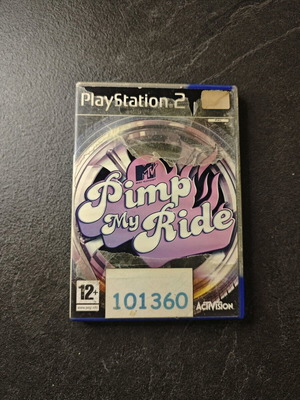 PlayStation 2
MTV
Pimp
My Ride
101360
12+
ACTIVISION